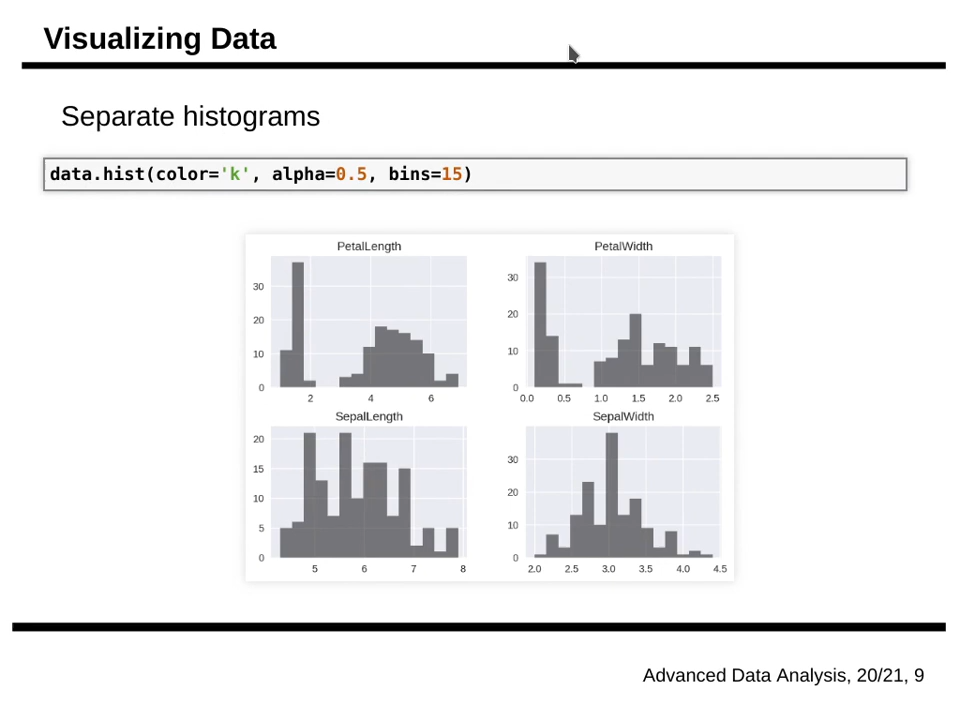 Visualizing Data
Separate histograms
data.hist(color='k', alpha=0.5, bins=15)
PetalLength
30
20
10
0
2 4 6
PetalWidth
30
20
10
0
0.0 0.5 1.0 1.5 2.0 2.5
SepalLength
20
15
10
5
0
5 6 7 8
SepalWidth
30
20
10
0
2.0 2.5 3.0 3.5 4.0 4.5
Advanced Data Analysis, 20/21, 9